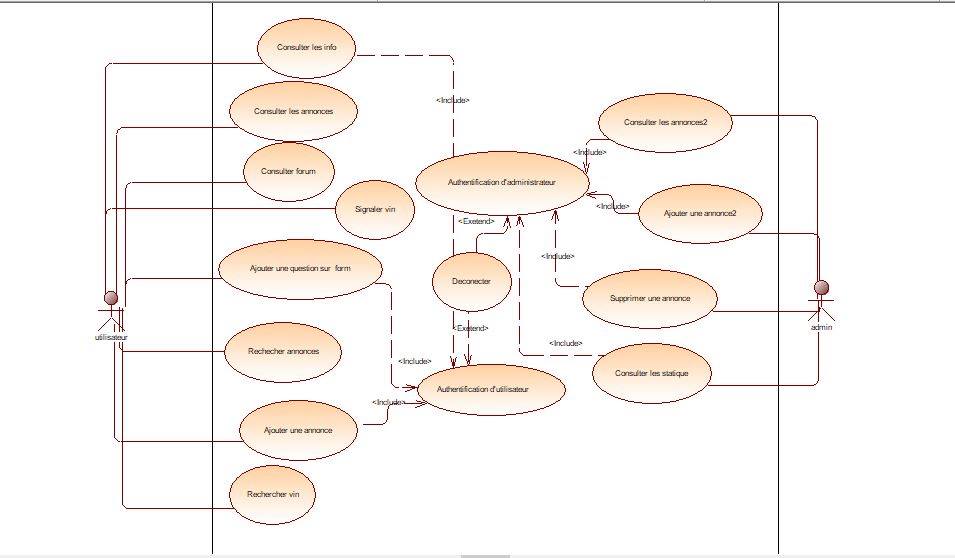 Consulter les info
<Include>
Consulter les annonces
Consulter les annonces2
<Include>
Consulter forum
Authentification d'administrateur
Signaler vin
<Include>
Ajouter une annonce2
<Exetend>
<Include>
Ajouter une question sur form
Deconecter
Supprimer une annonce
utilisateur
admin
<Exetend>
<Include>
Rechecher annonces
<Include>
Consulter les statique
Authentification d'utilisateur
<Include>
Ajouter une annonce
Rechercher vin